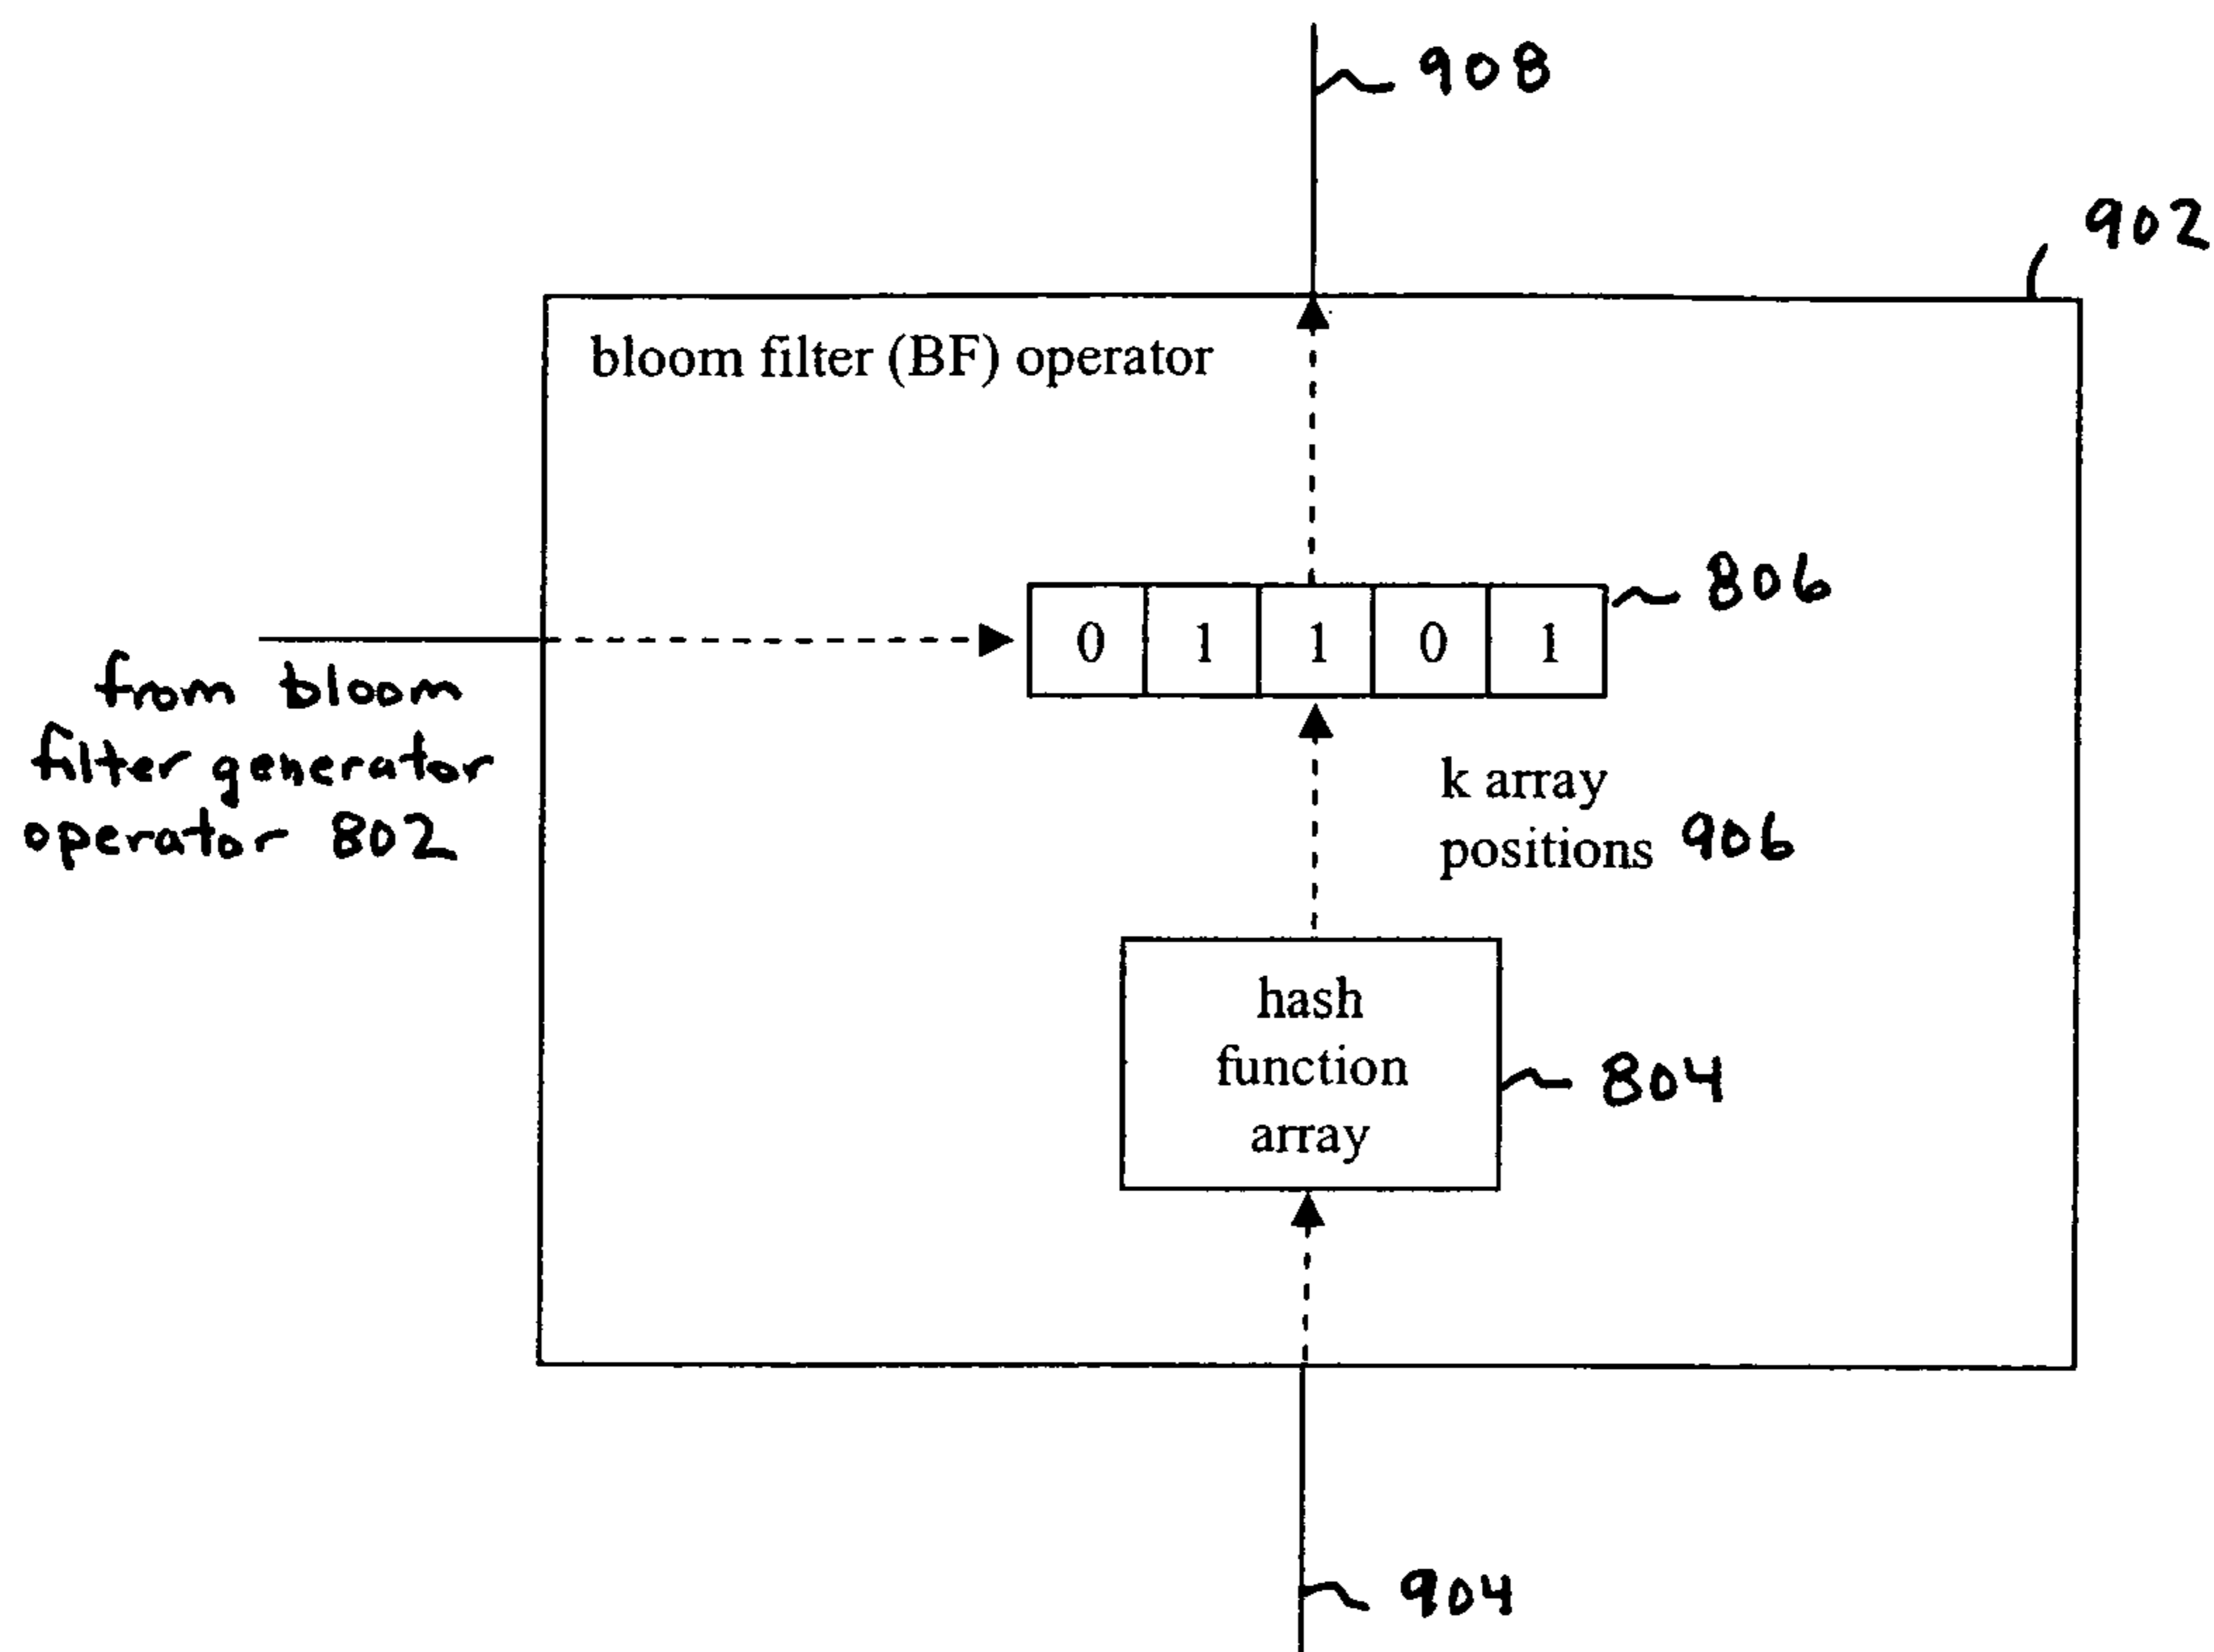 908
902
bloom filter (BF) operator
806
0 1 1 0 1
from bloom
filter generator
operator 802
k array
positions 906
hash
function
array
804
904